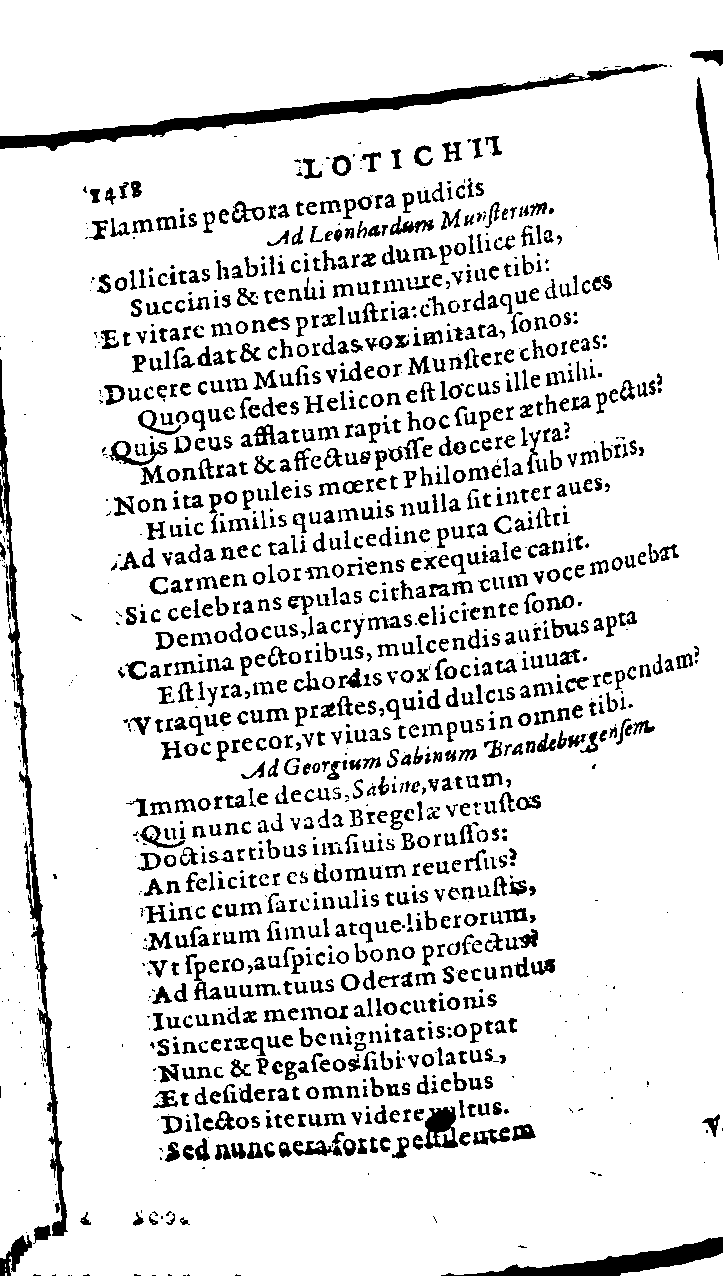 1418 LOTICHII
Flammis pectora tempora pudicis
Ad Leonhardum Munſterum.
Sollicitas habili citharæ dum pollice fila,
Succinis & tenui murmure, viue tibi:
Et vitare mones præluſtria: chordaque dulces
Pulſa dat & chordas vox imitata, ſonos:
Ducere cum Muſis videor Munſtere choreas:
Quoque ſedes Helicon eſt locus ille mihi.
Quis Deus afflatum rapit hoc ſuper æthera pectus?
Monſtrat & affectus poſſe docere lyra?
Non ita populeis mœret Philomela ſub vmbris,
Huic ſimilis quamuis nulla ſit inter aues,
Ad vada nec tali dulcedine pura Caiſtri
Carmen olor moriens exequiale canit.
Sic celebrans epulas citharam cum voce mouebat
Demodocus, lacrymas eliciente ſono.
Carmina pectoribus, mulcendis auribus apta
Eſt lyra, me chordis vox ſociata iuuat.
Vtraque cum præſtes, quid dulcis amice rependam?
Hoc precor, vt viuas tempus in omne tibi.
Ad Georgium Sabinum Brandeburgenſem.
Immortale decus, Sabine, vatum,
Qui nunc ad vada Bregelæ vetuſtos
Doctis artibus imſiuis Boruſſos:
An feliciter es domum reuerſus?
Hinc cum ſarcinulis tuis venuſtis,
Muſarum ſimul atque liberorum,
Vt ſpero, auſpicio bono profectus?
Ad flauum tuus Oderam Secundus
Iucundæ memor allocutionis
Sinceræque benignitatis: optat
Nunc & Pegaſeos ſibi volatus,
Et deſiderat omnibus diebus
Dilectos iterum videre vultus.
Sed nunc aera forte peſtilentem